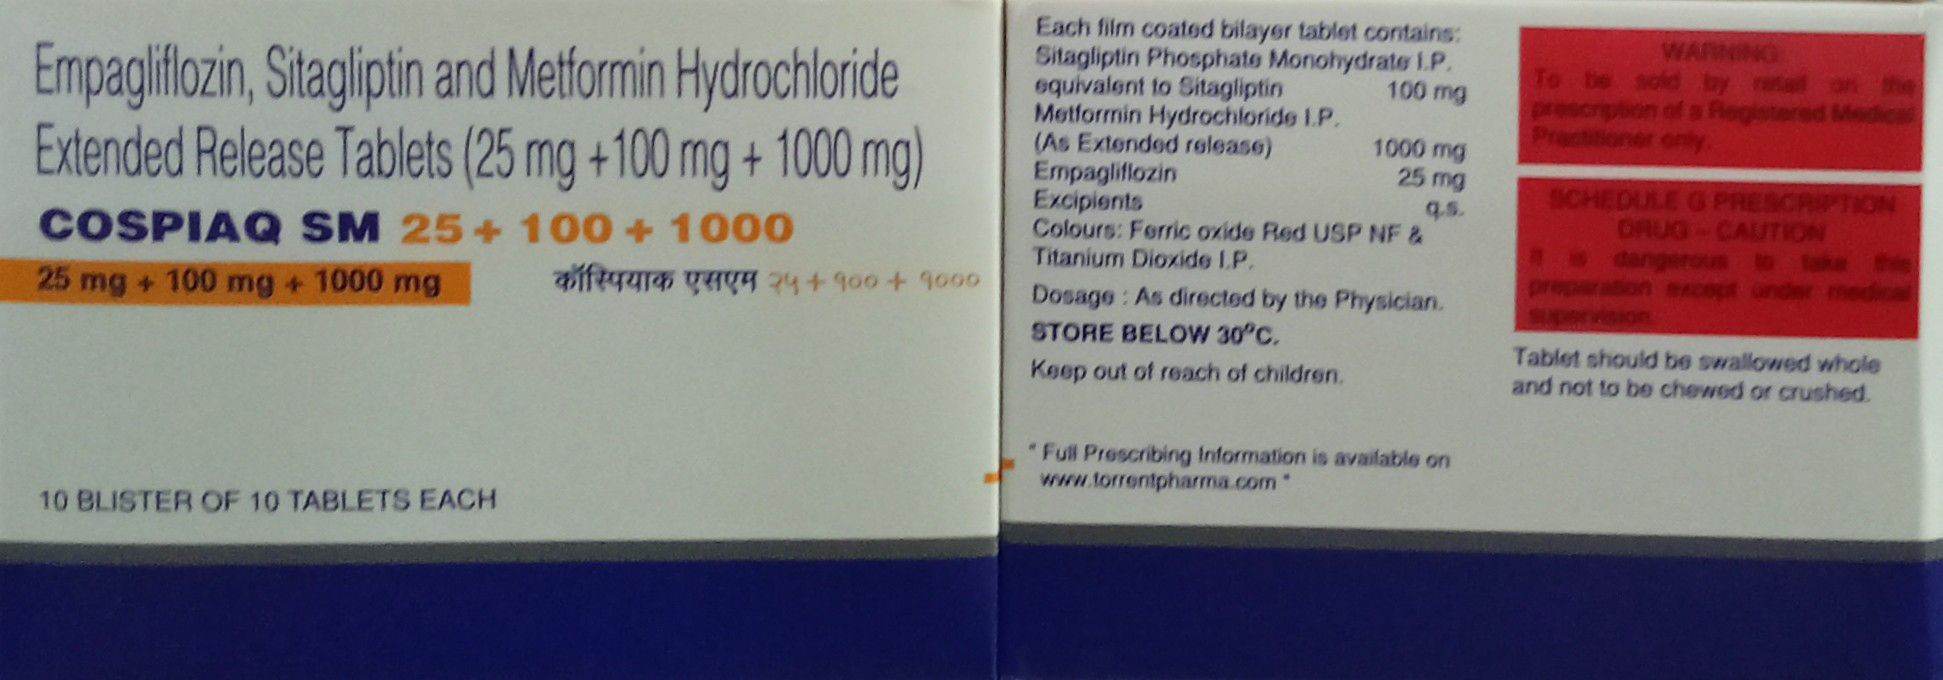 Empagliflozin, Sitagliptin and Metformin Hydrochloride
Extended Release Tablets (25 mg +100 mg + 1000 mg)
COSPIAQ SM 25 + 100 + 1000
25 mg + 100 mg + 1000 mg
कॉस्पियाक एसएम २५ + १०० + १०००
10 BLISTER OF 10 TABLETS EACH
Each film coated bilayer tablet contains:
Sitagliptin Phosphate Monohydrate I.P.
equivalent to Sitagliptin 100 mg
Metformin Hydrochloride I.P.
(As Extended release) 1000 mg
Empagliflozin 25 mg
Excipients q.s.
Colours: Ferric oxide Red USP NF &
Titanium Dioxide I.P.
Dosage : As directed by the Physician.
STORE BELOW 30ºC.
Keep out of reach of children.
* Full Prescribing Information is available on
www.torrentpharma.com *
WARNING:
To be sold by retail on the
prescription of a Registered Medical
Practitioner only.
SCHEDULE G PRESCRIPTION
DRUG - CAUTION
It is dangerous to take this
preparation except under medical
supervision.
Tablet should be swallowed whole
and not to be chewed or crushed.